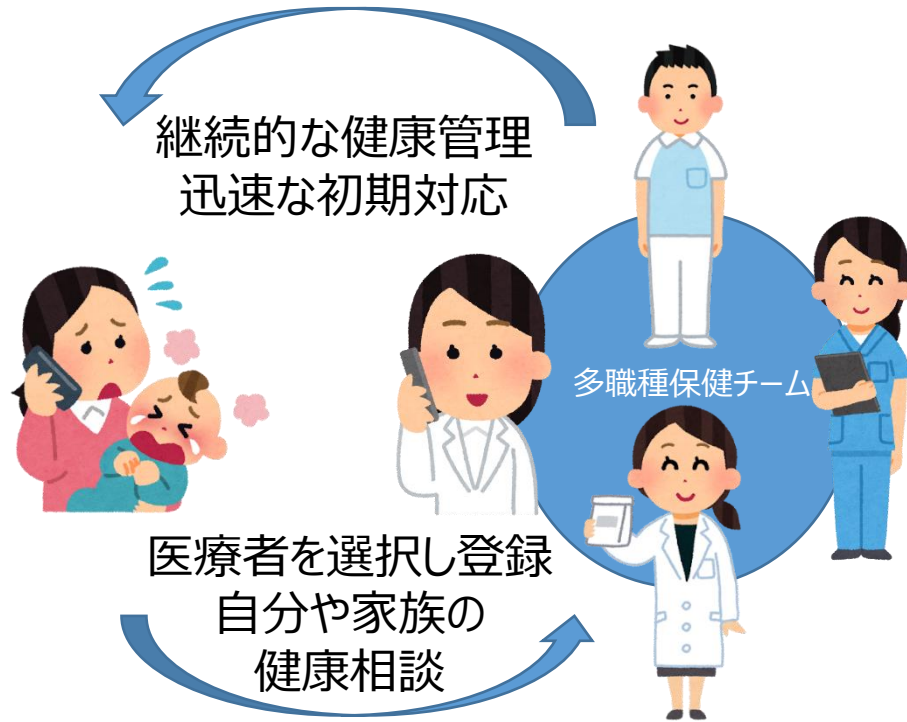 継続的な健康管理
迅速な初期対応
多職種保健チーム
医療者を選択し登録
自分や家族の
健康相談